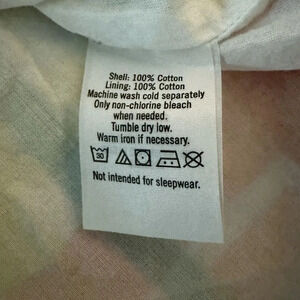 Shell: 100% Cotton
Lining: 100% Cotton
Machine wash cold separately
Only non-chlorine bleach
when needed.
Tumble dry low.
Warm iron if necessary.
30
Not intended for sleepwear.